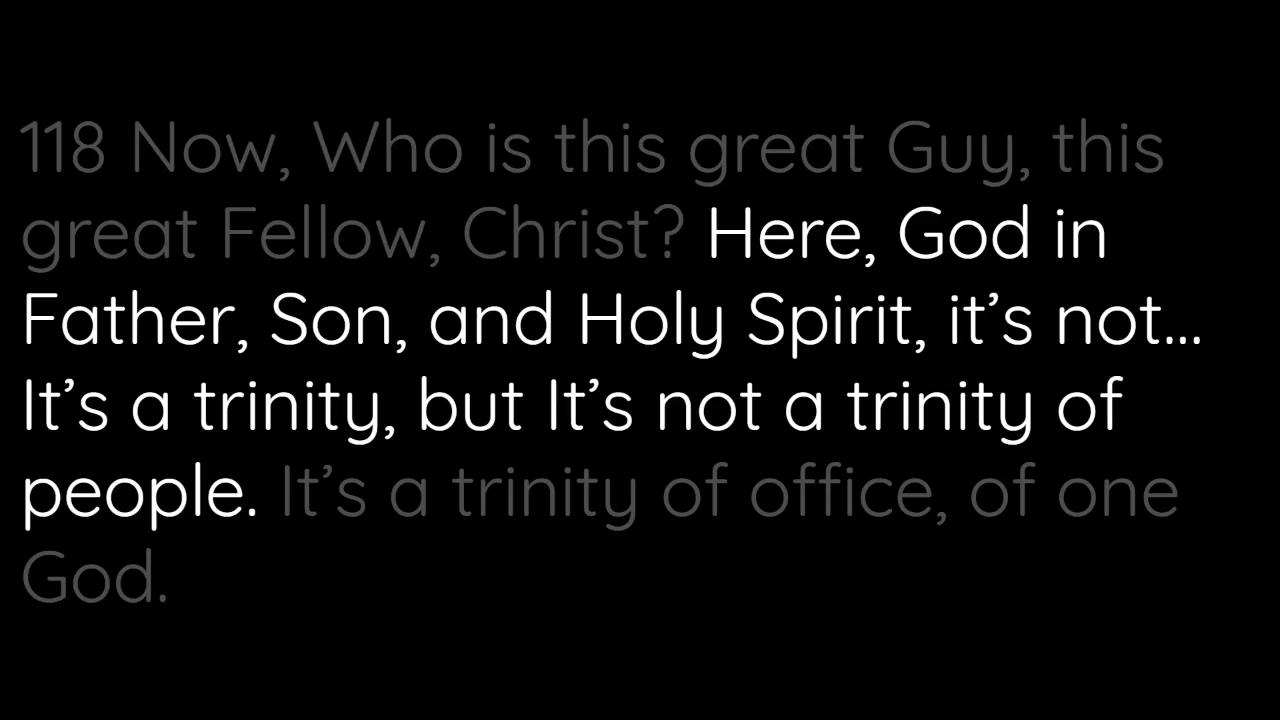 118 Now, Who is this great Guy, this
great Fellow, Christ? Here, God in
Father, Son, and Holy Spirit, it’s not...
It’s a trinity, but It’s not a trinity of
people. It’s a trinity of office, of one
God.